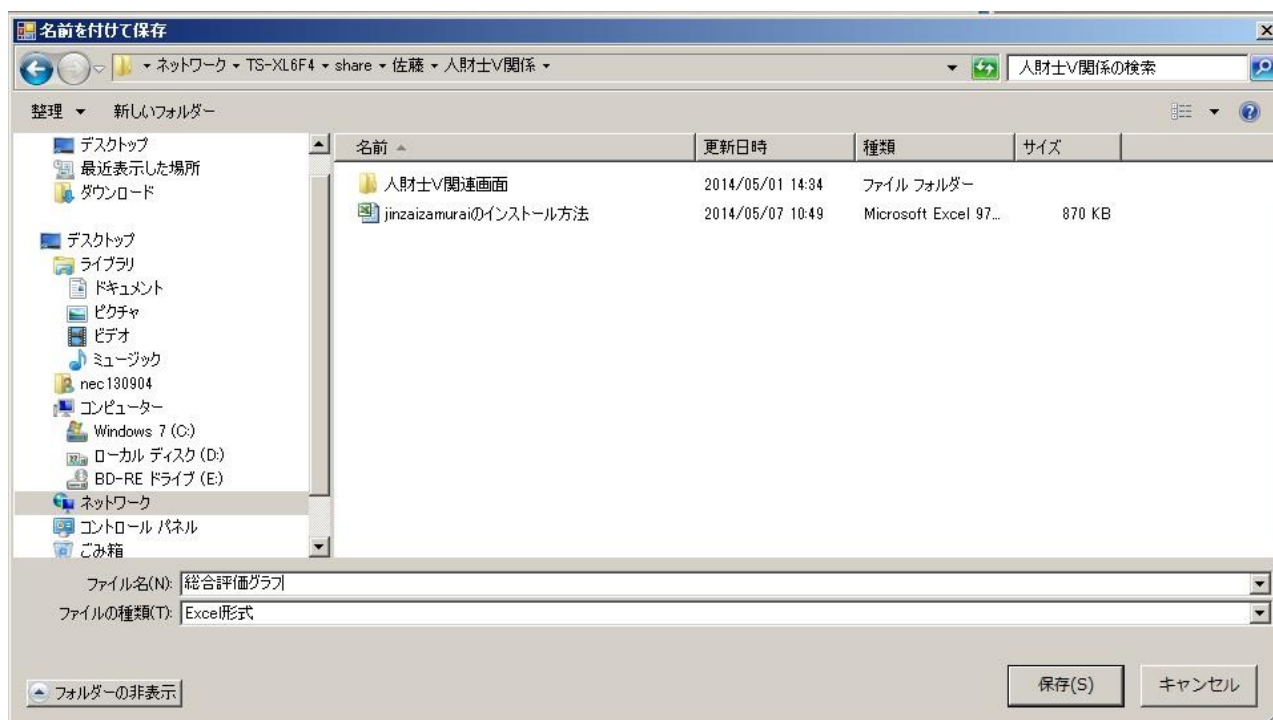 名前を付けて保存
ネットワーク TS-XL6F4 share 佐藤 人財士V関係
人財士V関係の検索
整理 新しいフォルダー
名前 更新日時 種類 サイズ
人財士V関連画面 2014/05/01 14:34 ファイル フォルダー
jinzaizamuraiのインストール方法 2014/05/07 10:49 Microsoft Excel 97... 870 KB
デスクトップ
最近表示した場所
ダウンロード
デスクトップ
ライブラリ
ドキュメント
ピクチャ
ビデオ
ミュージック
nec130904
コンピューター
Windows 7 (C:)
ローカル ディスク (D:)
BD-RE ドライブ (E:)
ネットワーク
コントロール パネル
ごみ箱
ファイル名(N): 総合評価グラフ
ファイルの種類(T): Excel形式
フォルダーの非表示
保存(S) キャンセル